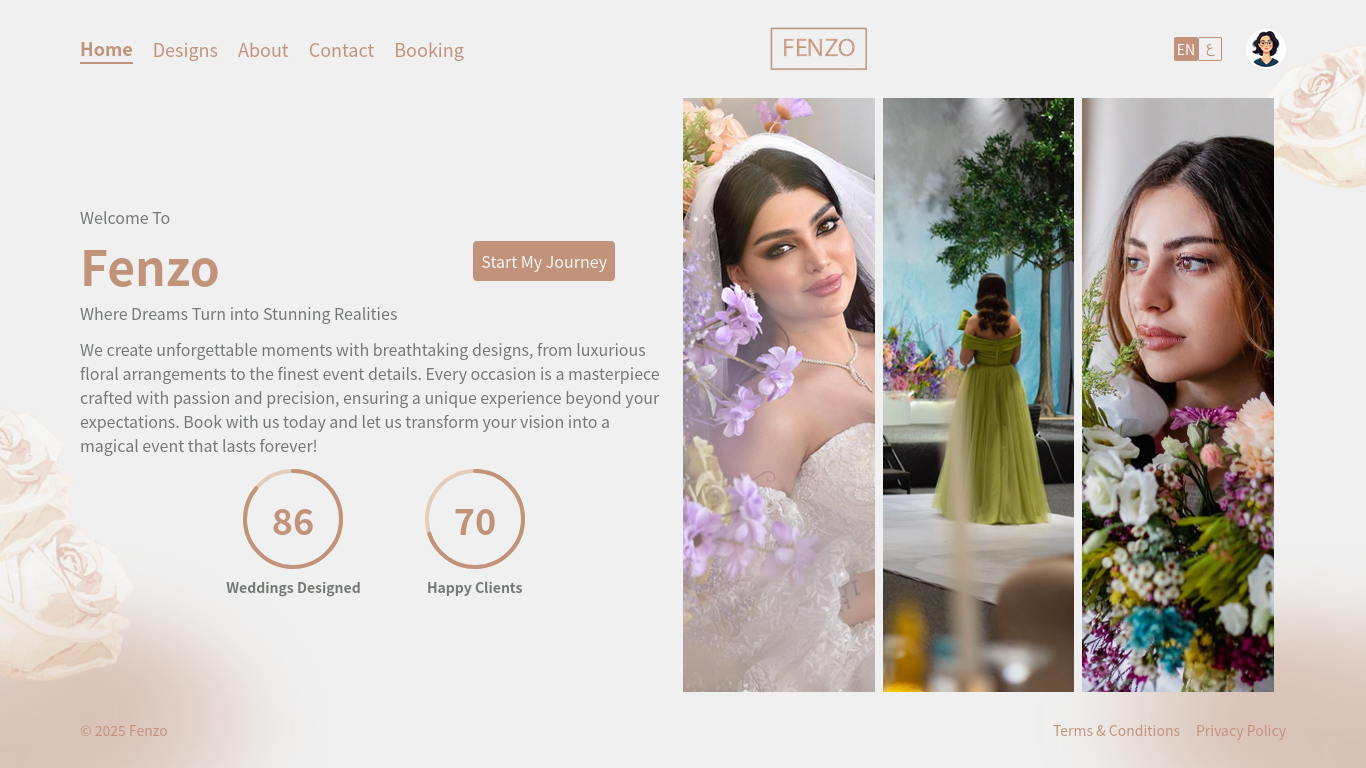 Home Designs About Contact Booking
FENZO
EN ع
Welcome To
Fenzo
Start My Journey
Where Dreams Turn into Stunning Realities
We create unforgettable moments with breathtaking designs, from luxurious
floral arrangements to the finest event details. Every occasion is a masterpiece
crafted with passion and precision, ensuring a unique experience beyond your
expectations. Book with us today and let us transform your vision into a
magical event that lasts forever!
86 70
Weddings Designed Happy Clients
© 2025 Fenzo
Terms & Conditions Privacy Policy